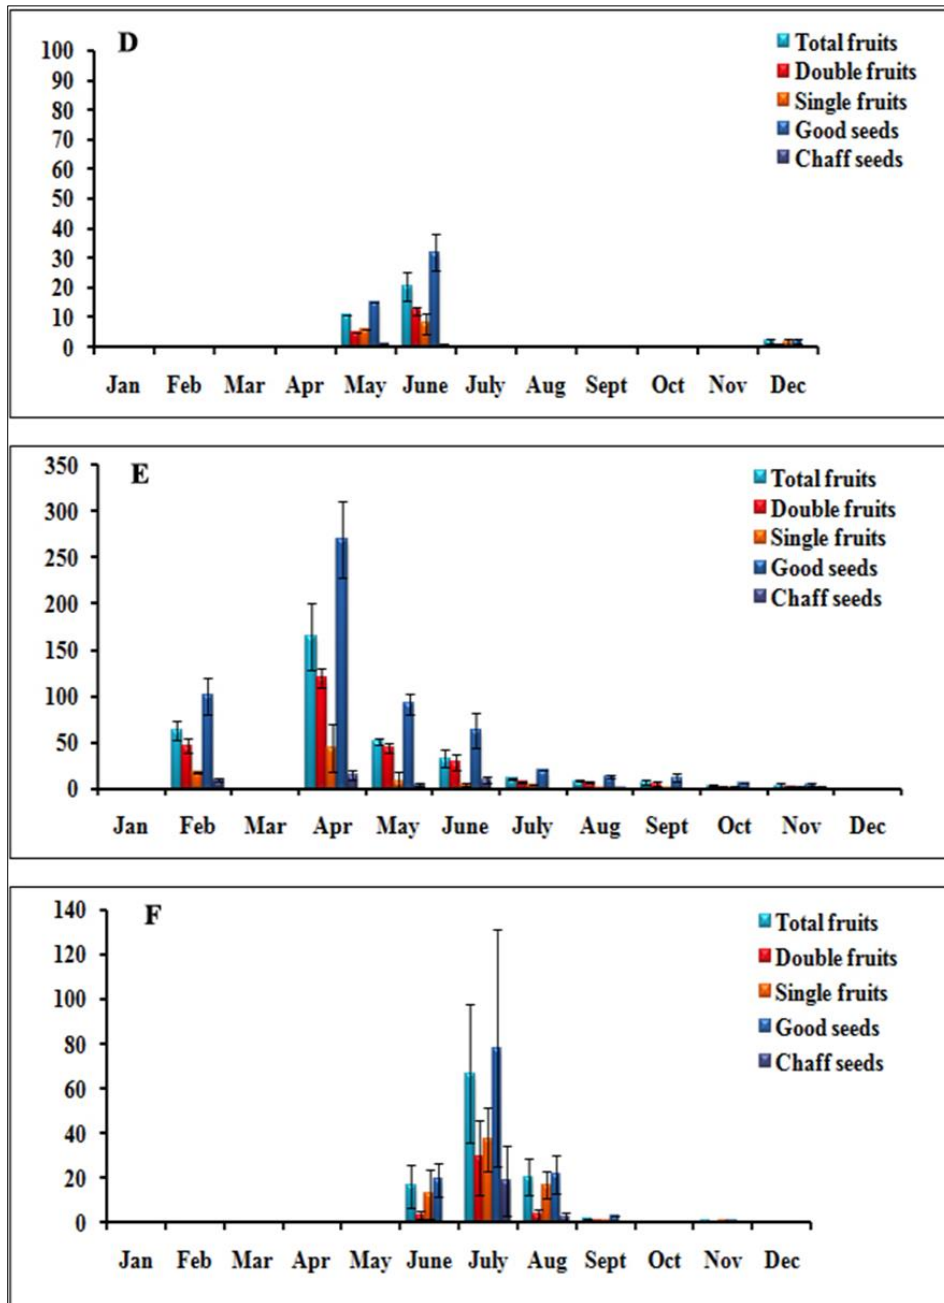 D
100
90
80
70
60
50
40
30
20
10
0
Total fruits
Double fruits
Single fruits
Good seeds
Chaff seeds
Jan Feb Mar Apr May June July Aug Sept Oct Nov Dec
E
350
300
250
200
150
100
50
0
Total fruits
Double fruits
Single fruits
Good seeds
Chaff seeds
Jan Feb Mar Apr May June July Aug Sept Oct Nov Dec
F
140
120
100
80
60
40
20
0
Total fruits
Double fruits
Single fruits
Good seeds
Chaff seeds
Jan Feb Mar Apr May June July Aug Sept Oct Nov Dec